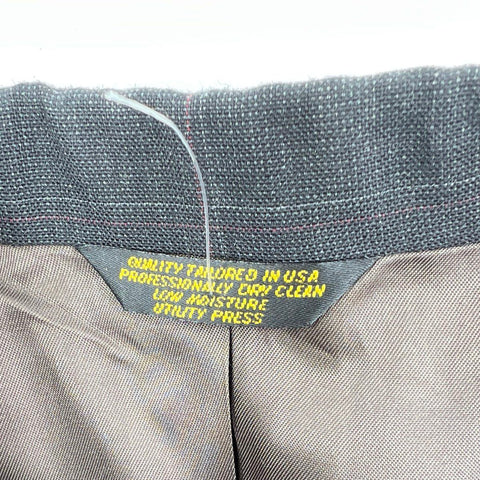 QUALITY TAILORED IN USA
PROFESSIONALLY DRY CLEAN
LOW MOISTURE
UTILITY PRESS